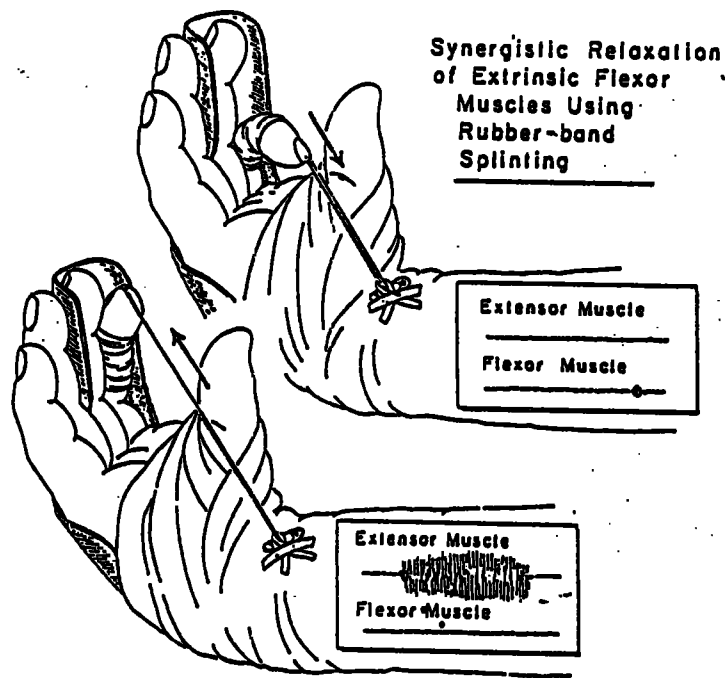 Synergistic Relaxation
of Extrinsic Flexor
Muscles Using
Rubber-band
Splinting
Extensor Muscle
Flexor Muscle
Extensor Muscle
Flexor Muscle